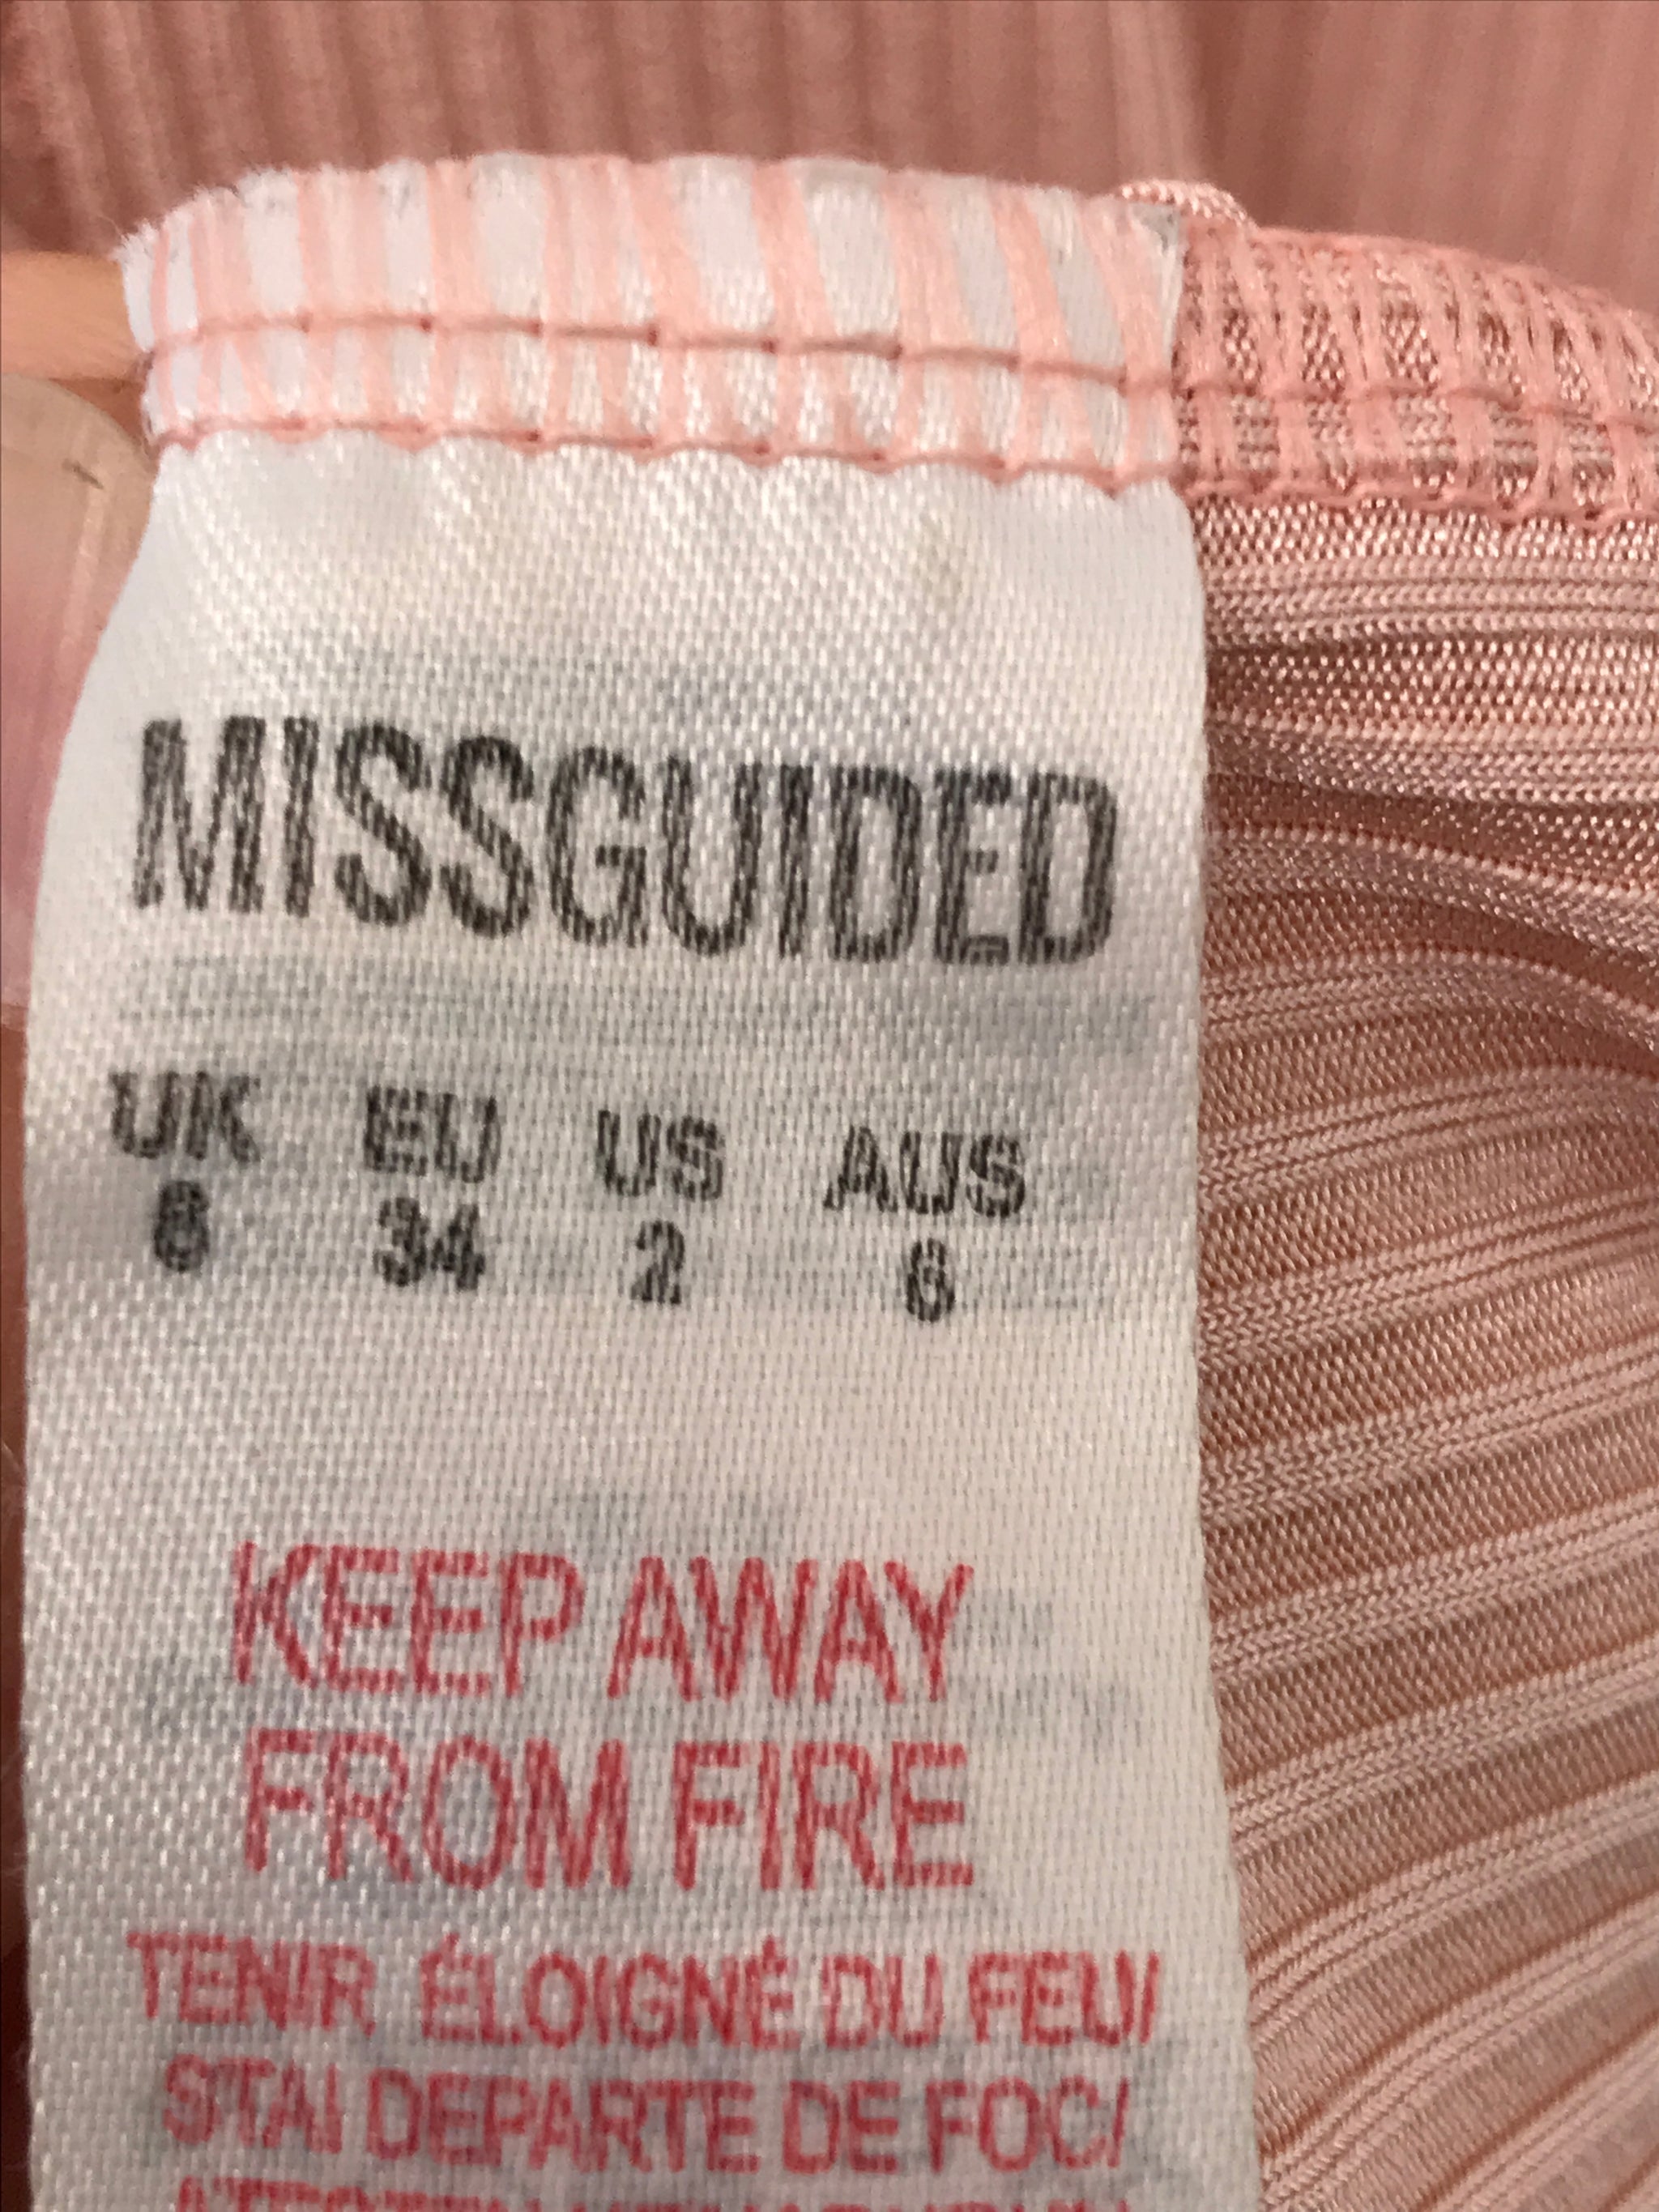 MISSGUIDED
UK EU US AUS
8 34 2 6
KEEP AWAY
FROM FIRE
TENIR ÉLOIGNÉ DU FEU/
STAI DEPARTE DE FOC/